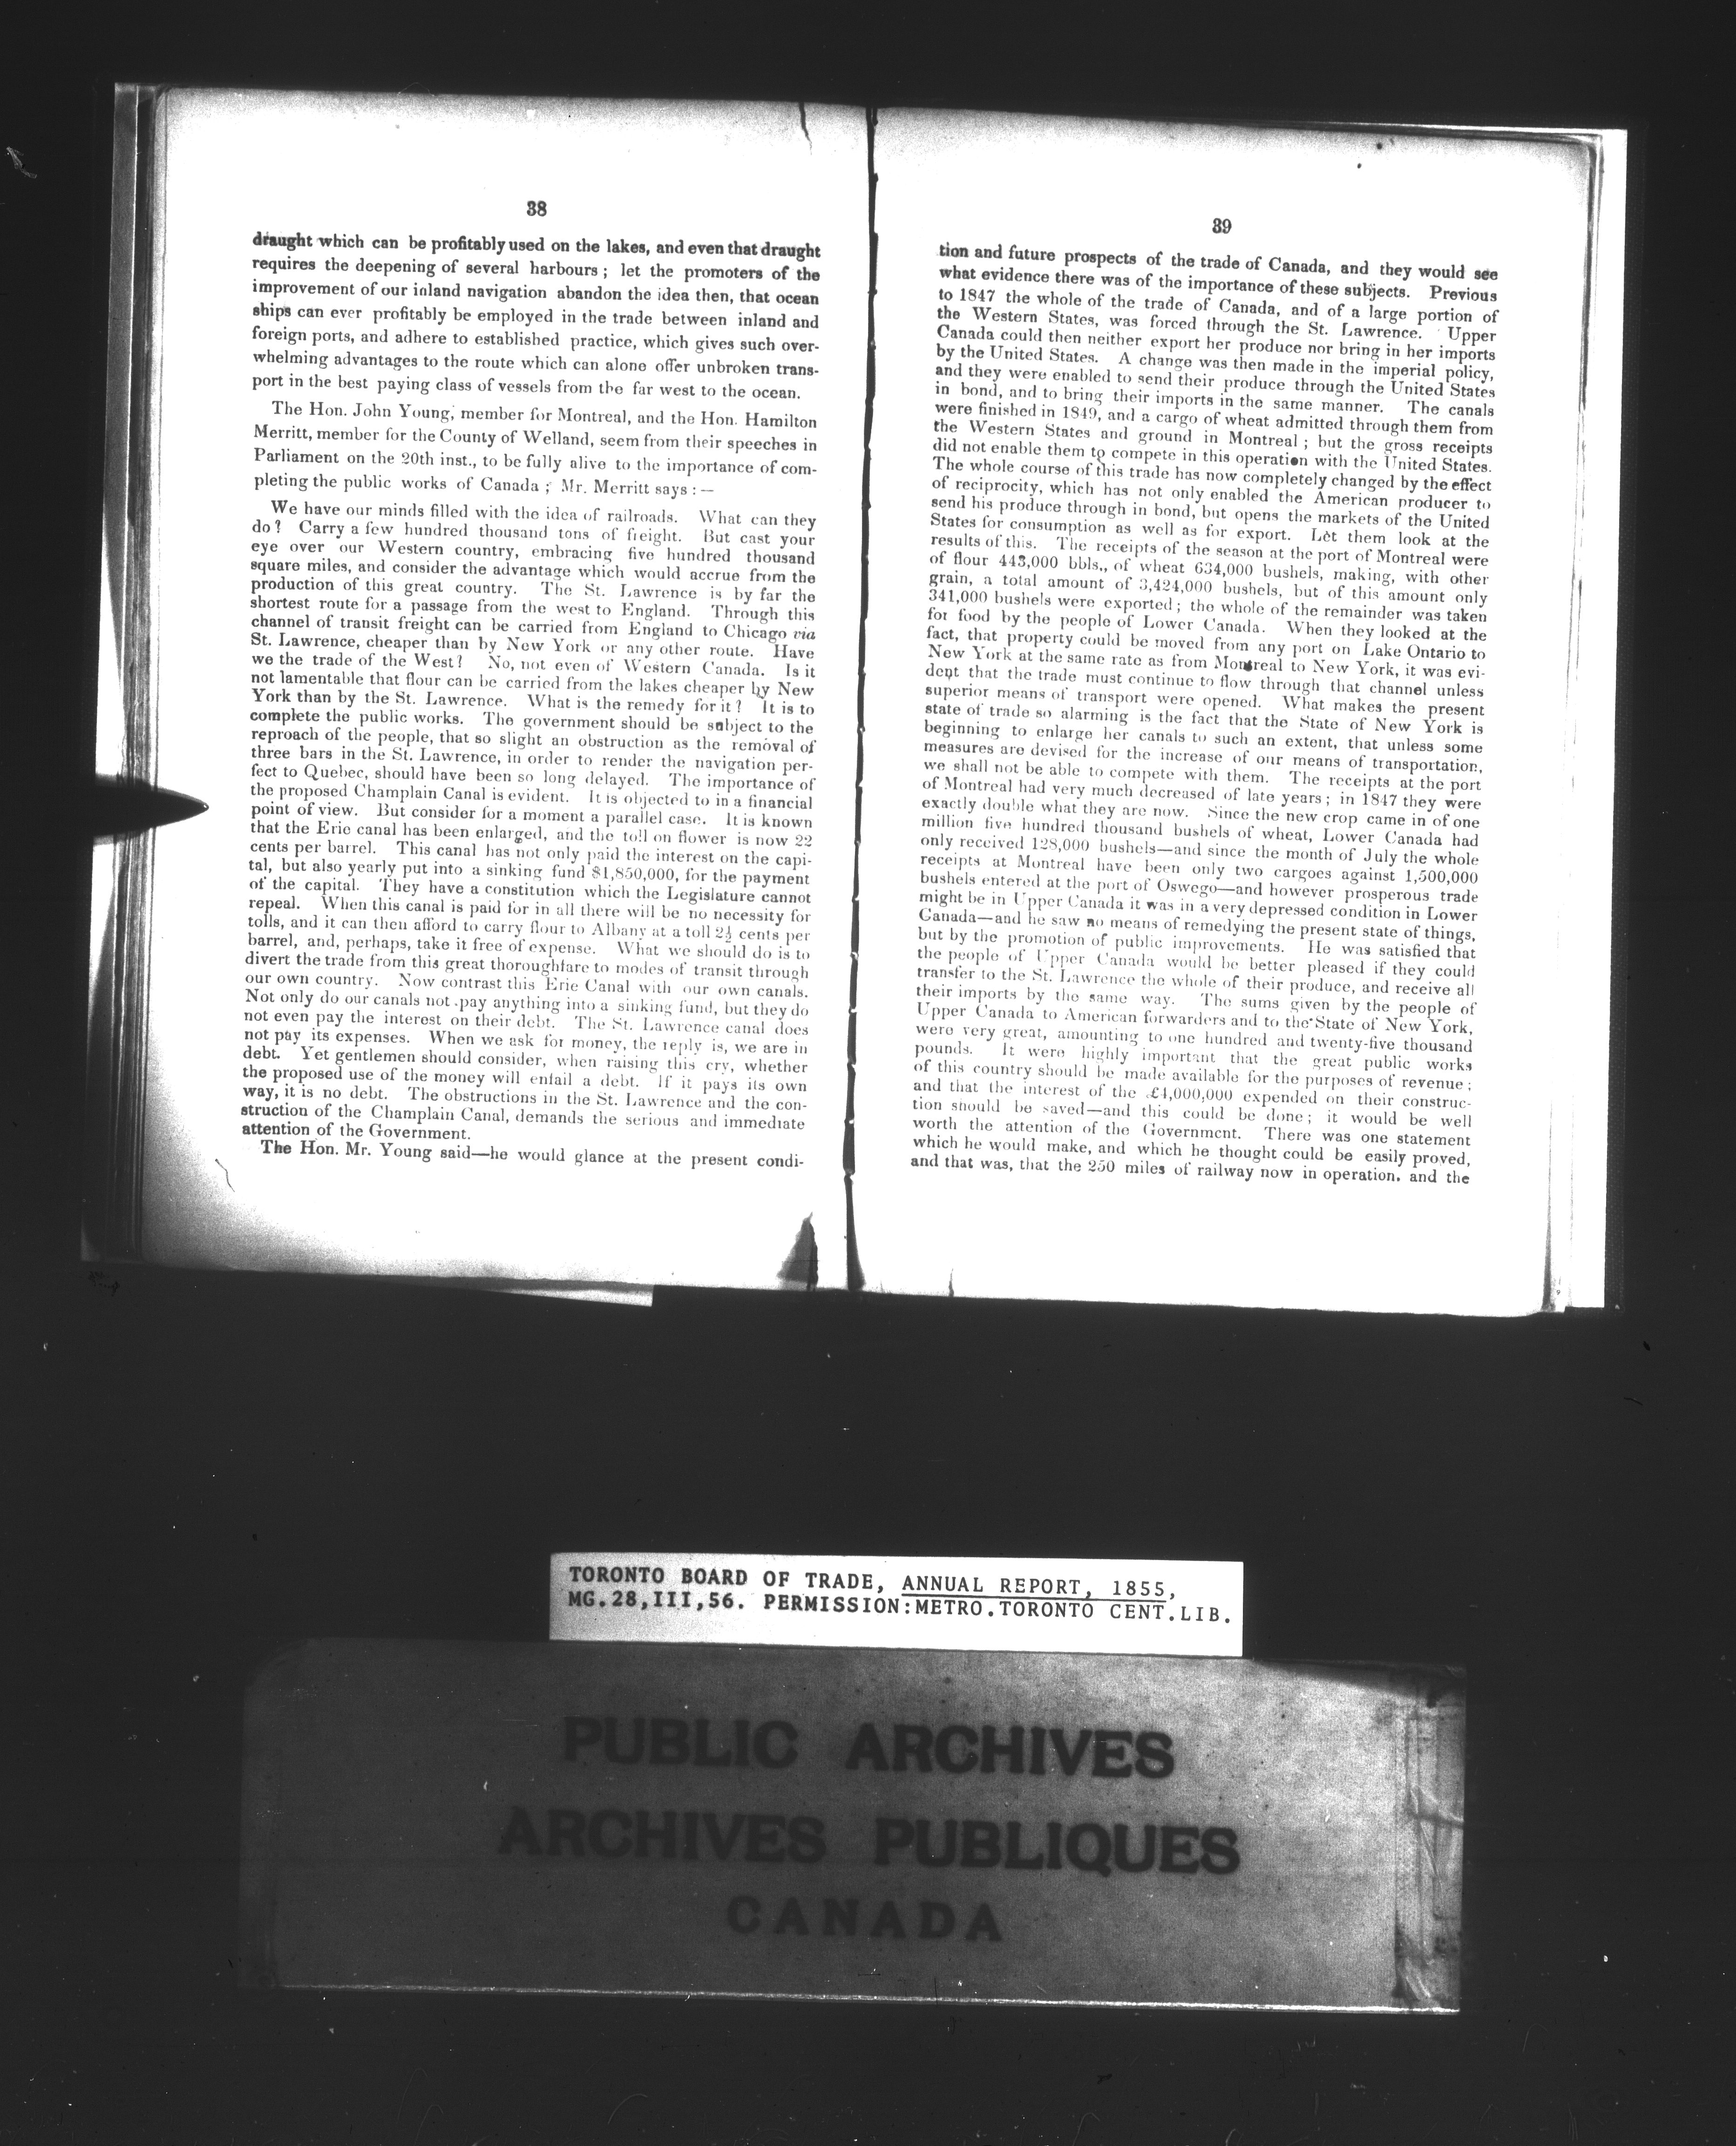 38
draught which can be profitably used on the lakes, and even that draught
requires the deepening of several harbours ; let the promoters of the
improvement of our inland navigation abandon the idea then, that ocean
ships can ever profitably be employed in the trade between inland and
foreign ports, and adhere to established practice, which gives such over-
whelming advantages to the route which can alone offer unbroken trans-
port in the best paying class of vessels from the far west to the ocean.
The Hon. John Young, member for Montreal, and the Hon. Hamilton
Merritt, member for the County of Welland, seem from their speeches in
Parliament on the 20th inst., to be fully alive to the importance of com-
pleting the public works of Canada ; Mr. Merritt says : —
We have our minds filled with the idea of railroads. What can they
do? Carry a few hundred thousand tons of freight. But cast your
eye over our Western country, embracing five hundred thousand
square miles, and consider the advantage which would accrue from the
production of this great country. The St. Lawrence is by far the
shortest route for a passage from the west to England. Through this
channel of transit freight can be carried from England to Chicago via
St. Lawrence, cheaper than by New York or any other route. Have
we the trade of the West? No, not even of Western Canada. Is it
not lamentable that flour can be carried from the lakes cheaper by New
York than by the St. Lawrence. What is the remedy for it? It is to
complete the public works. The government should be subject to the
reproach of the people, that so slight an obstruction as the removal of
three bars in the St. Lawrence, in order to render the navigation per-
fect to Quebec, should have been so long delayed. The importance of
the proposed Champlain Canal is evident. It is objected to in a financial
point of view. But consider for a moment a parallel case. It is known
that the Erie canal has been enlarged, and the toll on flower is now 22
cents per barrel. This canal has not only paid the interest on the capi-
tal, but also yearly put into a sinking fund $1,850,000, for the payment
of the capital. They have a constitution which the Legislature cannot
repeal. When this canal is paid for in all there will be no necessity for
tolls, and it can then afford to carry flour to Albany at a toll 2½ cents per
barrel, and, perhaps, take it free of expense. What we should do is to
divert the trade from this great thoroughfare to modes of transit through
our own country. Now contrast this Erie Canal with our own canals.
Not only do our canals not pay anything into a sinking fund, but they do
not even pay the interest on their debt. The St. Lawrence canal does
not pay its expenses. When we ask for money, the reply is, we are in
debt. Yet gentlemen should consider, when raising this cry, whether
the proposed use of the money will entail a debt. If it pays its own
way, it is no debt. The obstructions in the St. Lawrence and the con-
struction of the Champlain Canal, demands the serious and immediate
attention of the Government.
The Hon. Mr. Young said—he would glance at the present condi-
39
tion and future prospects of the trade of Canada, and they would see
what evidence there was of the importance of these subjects. Previous
to 1847 the whole of the trade of Canada, and of a large portion of
the Western States, was forced through the St. Lawrence. Upper
Canada could then neither export her produce nor bring in her imports
by the United States. A change was then made in the imperial policy,
and they were enabled to send their produce through the United States
in bond, and to bring their imports in the same manner. The canals
were finished in 1849, and a cargo of wheat admitted through them from
the Western States and ground in Montreal ; but the gross receipts
did not enable them to compete in this operation with the United States.
The whole course of this trade has now completely changed by the effect
of reciprocity, which has not only enabled the American producer to
send his produce through in bond, but opens the markets of the United
States for consumption as well as for export. Let them look at the
results of this. The receipts of the season at the port of Montreal were
of flour 443,000 bbls., of wheat 634,000 bushels, making, with other
grain, a total amount of 3,424,000 bushels, but of this amount only
341,000 bushels were exported ; the whole of the remainder was taken
for food by the people of Lower Canada. When they looked at the
fact, that property could be moved from any port on Lake Ontario to
New York at the same rate as from Montreal to New York, it was evi-
dent that the trade must continue to flow through that channel unless
superior means of transport were opened. What makes the present
state of trade so alarming is the fact that the State of New York is
beginning to enlarge her canals to such an extent, that unless some
measures are devised for the increase of our means of transportation,
we shall not be able to compete with them. The receipts at the port
of Montreal had very much decreased of late years ; in 1847 they were
exactly double what they are now. Since the new crop came in of one
million five hundred thousand bushels of wheat, Lower Canada had
only received 128,000 bushels—and since the month of July the whole
receipts at Montreal have been only two cargoes against 1,500,000
bushels entered at the port of Oswego—and however prosperous trade
might be in Upper Canada it was in a very depressed condition in Lower
Canada—and he saw no means of remedying the present state of things,
but by the promotion of public improvements. He was satisfied that
the people of Upper Canada would be better pleased if they could
transfer to the St. Lawrence the whole of their produce, and receive all
their imports by the same way. The sums given by the people of
Upper Canada to American forwarders and to the State of New York,
were very great, amounting to one hundred and twenty-five thousand
pounds. It were highly important that the great public works
of this country should be made available for the purposes of revenue ;
and that the interest of the £4,000,000 expended on their construc-
tion should be saved—and this could be done ; it would be well
worth the attention of the Government. There was one statement
which he would make, and which he thought could be easily proved,
and that was, that the 250 miles of railway now in operation, and the
TORONTO BOARD OF TRADE, ANNUAL REPORT, 1855,
MG.28,III,56. PERMISSION:METRO.TORONTO CENT.LIB.
PUBLIC ARCHIVES
ARCHIVES PUBLIQUES
CANADA